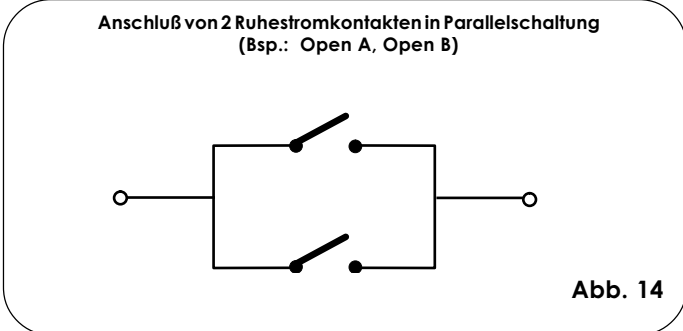 Anschluß von 2 Ruhestromkontakten in Parallelschaltung
(Bsp.: Open A, Open B)
Abb. 14